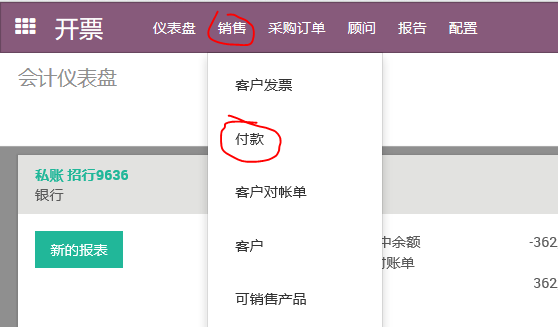 开票 仪表盘 销售 采购订单 顾问 报告 配置
会计仪表盘
客户发票
付款
客户对帐单
客户
可销售产品
私账 招行9636
银行
新的报表
中余额 -362
对账单
362